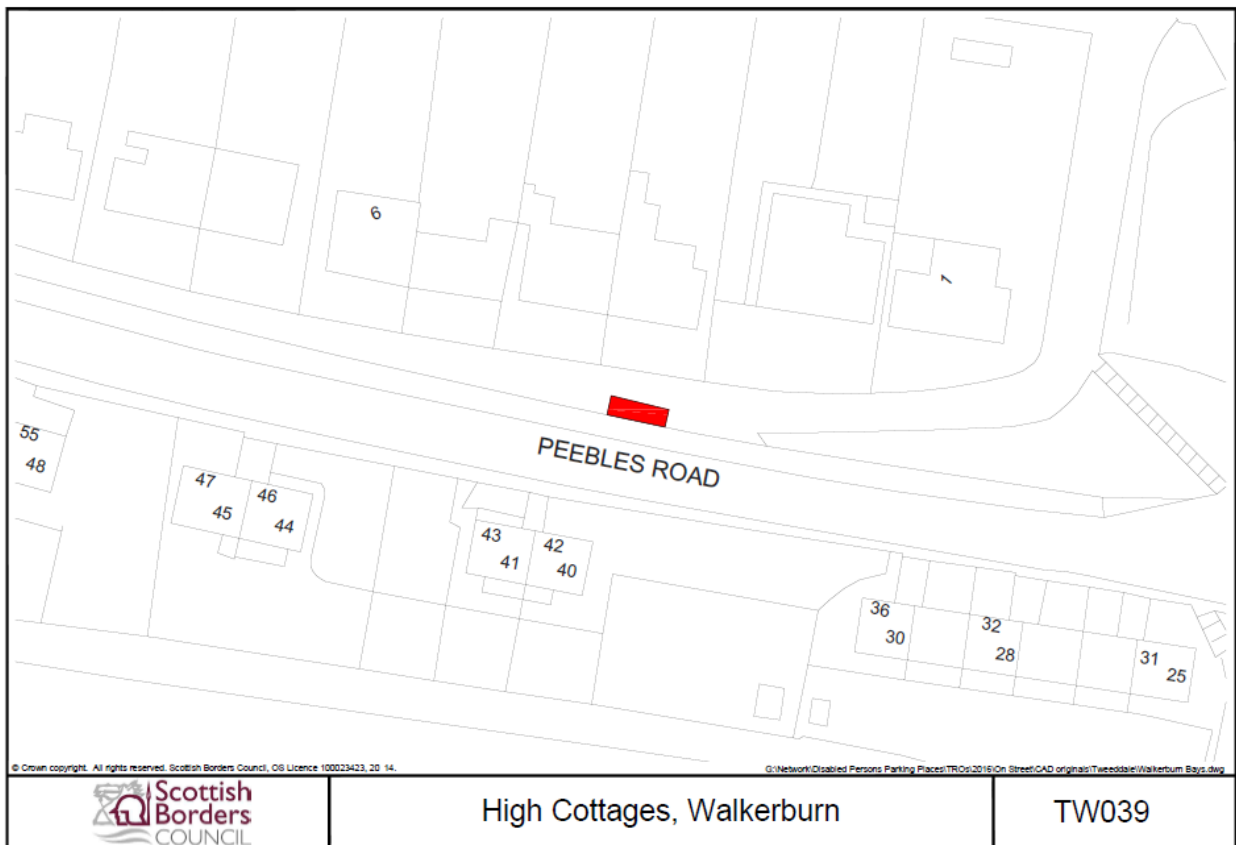 6
1
PEEBLES ROAD
55
48
47
46
45
44
43
42
41
40
36
32
30
28
31
25
© Crown copyright. All rights reserved. Scottish Borders Council, OS Licence 100023423, 20 14.
G:\Network\Disabled Persons Parking Places\TROs\2015\On Street\CAD originals\Tweeddale\Walkerburn Bays.dwg
Scottish
Borders
COUNCIL
High Cottages, Walkerburn
TW039